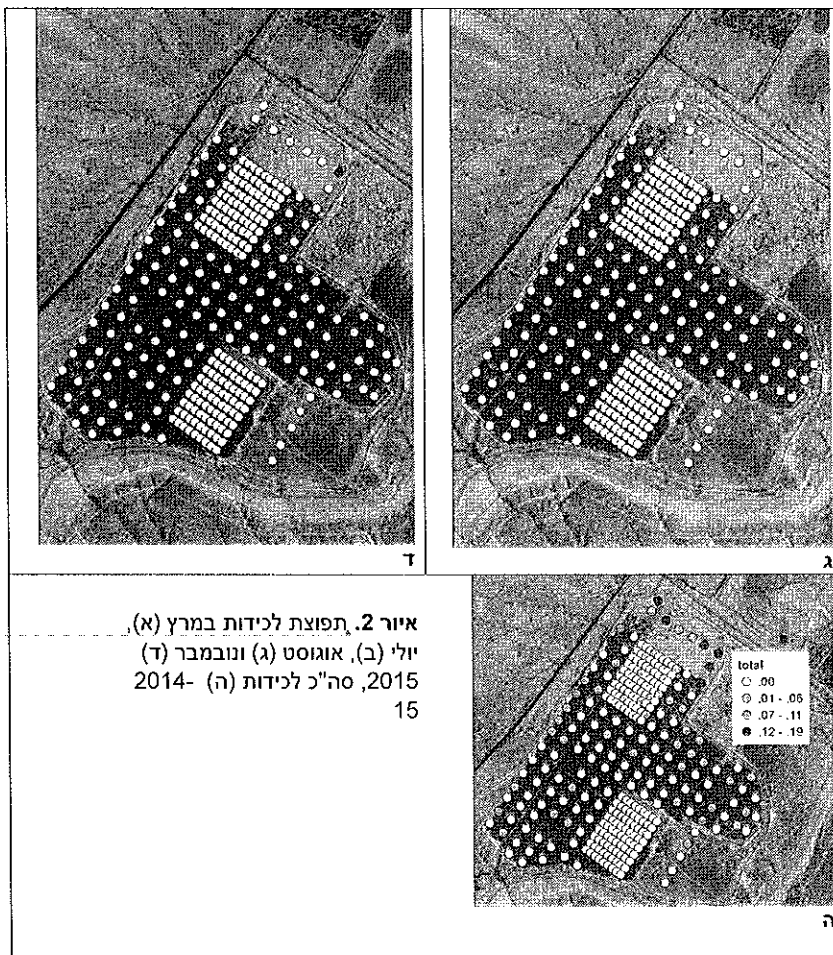 ד
ג
איור 2. תפוצת לכידות במרץ (א),
יולי (ב), אוגוסט (ג) ונובמבר (ד)
2015, סה"כ לכידות (ה) 2014-
15
total
.00
.01 - .06
.07 - .11
.12 - .19
ה